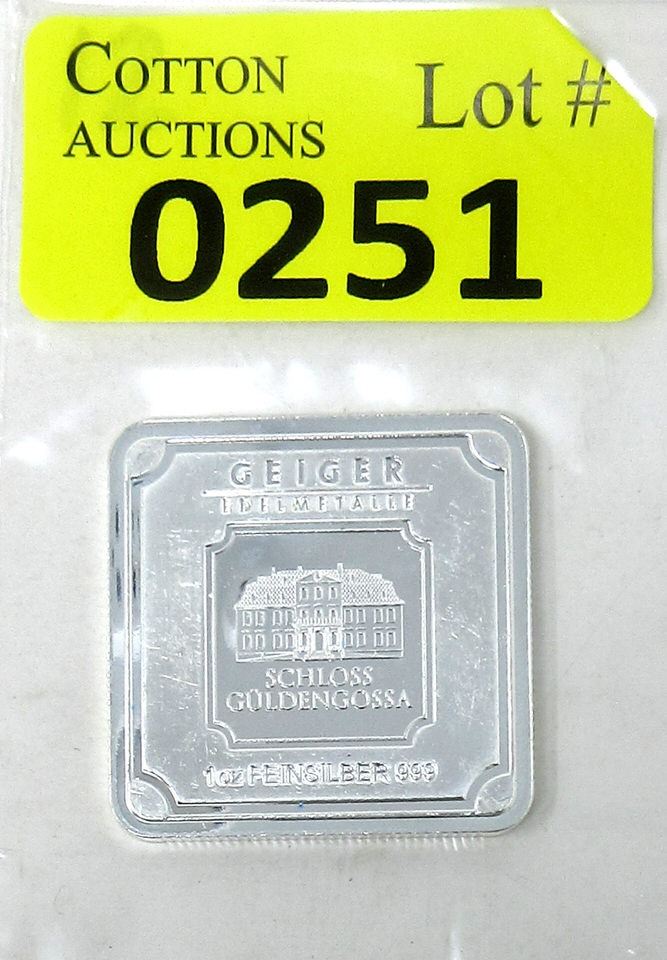 COTTON
AUCTIONS
Lot #
0251
GEIGER
EDELMETALLE
SCHLOSS
GÜLDENGOSSA
1oz FEINSILBER 999